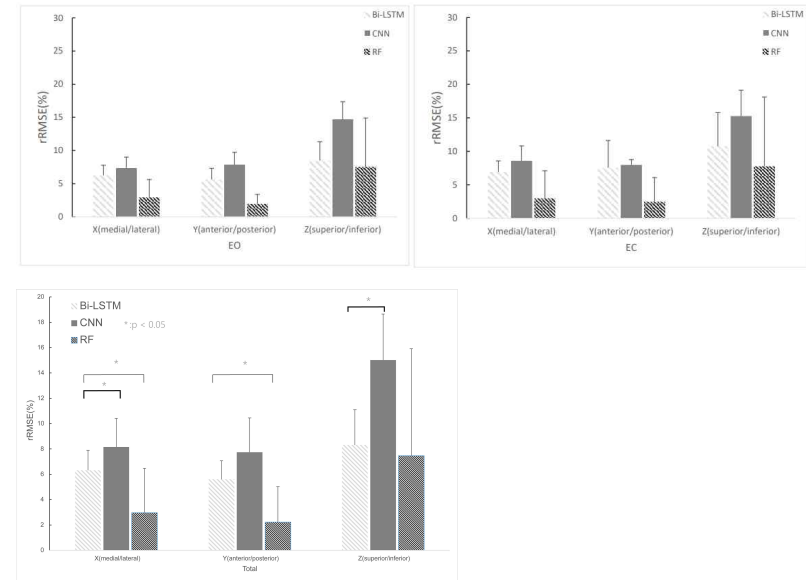 30
25
20
15
10
5
0
rRMSE(%)
Bi-LSTM
CNN
RF
X(medial/lateral) Y(anterior/posterior) Z(superior/inferior)
EO
30
25
20
15
10
5
0
rRMSE(%)
Bi-LSTM
CNN
RF
X(medial/lateral) Y(anterior/posterior) Z(superior/inferior)
EC
20
18
16
14
12
10
8
6
4
2
0
rRMSE(%)
Bi-LSTM
CNN *:p < 0.05
RF
*
*
*
*
X(medial/lateral) Y(anterior/posterior) Z(superior/inferior)
Total